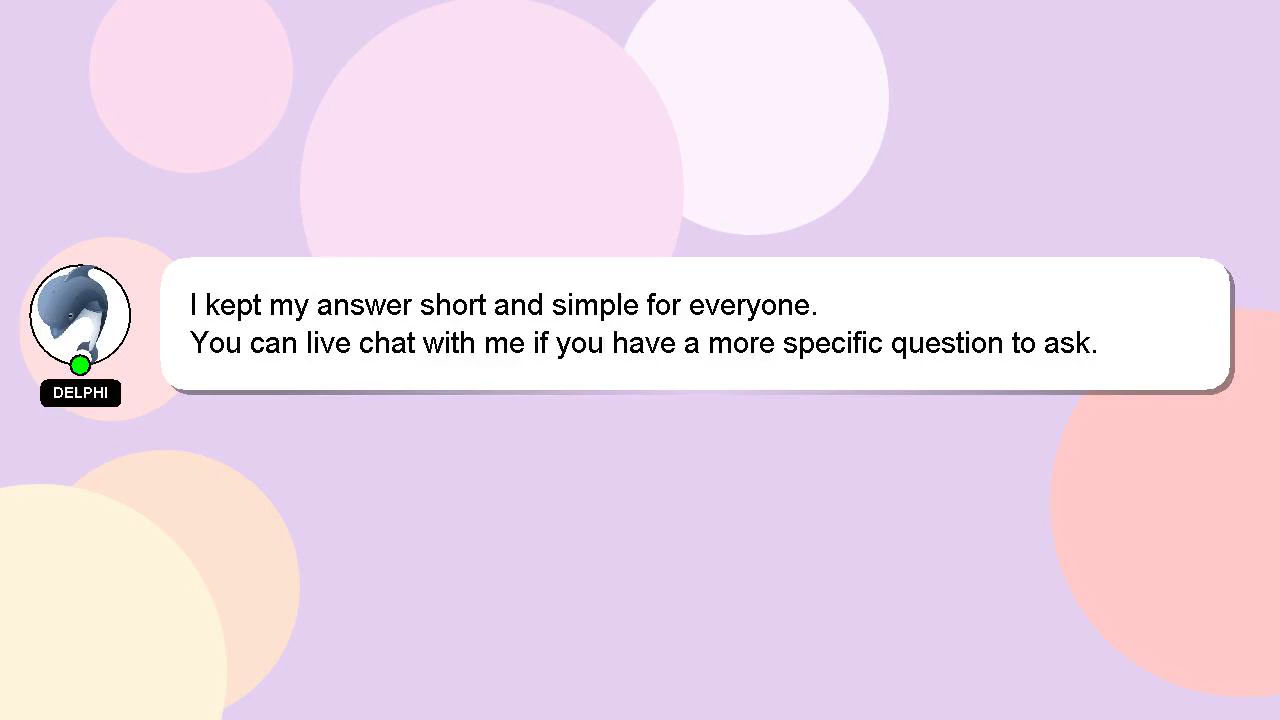 I kept my answer short and simple for everyone.
You can live chat with me if you have a more specific question to ask.
DELPHI